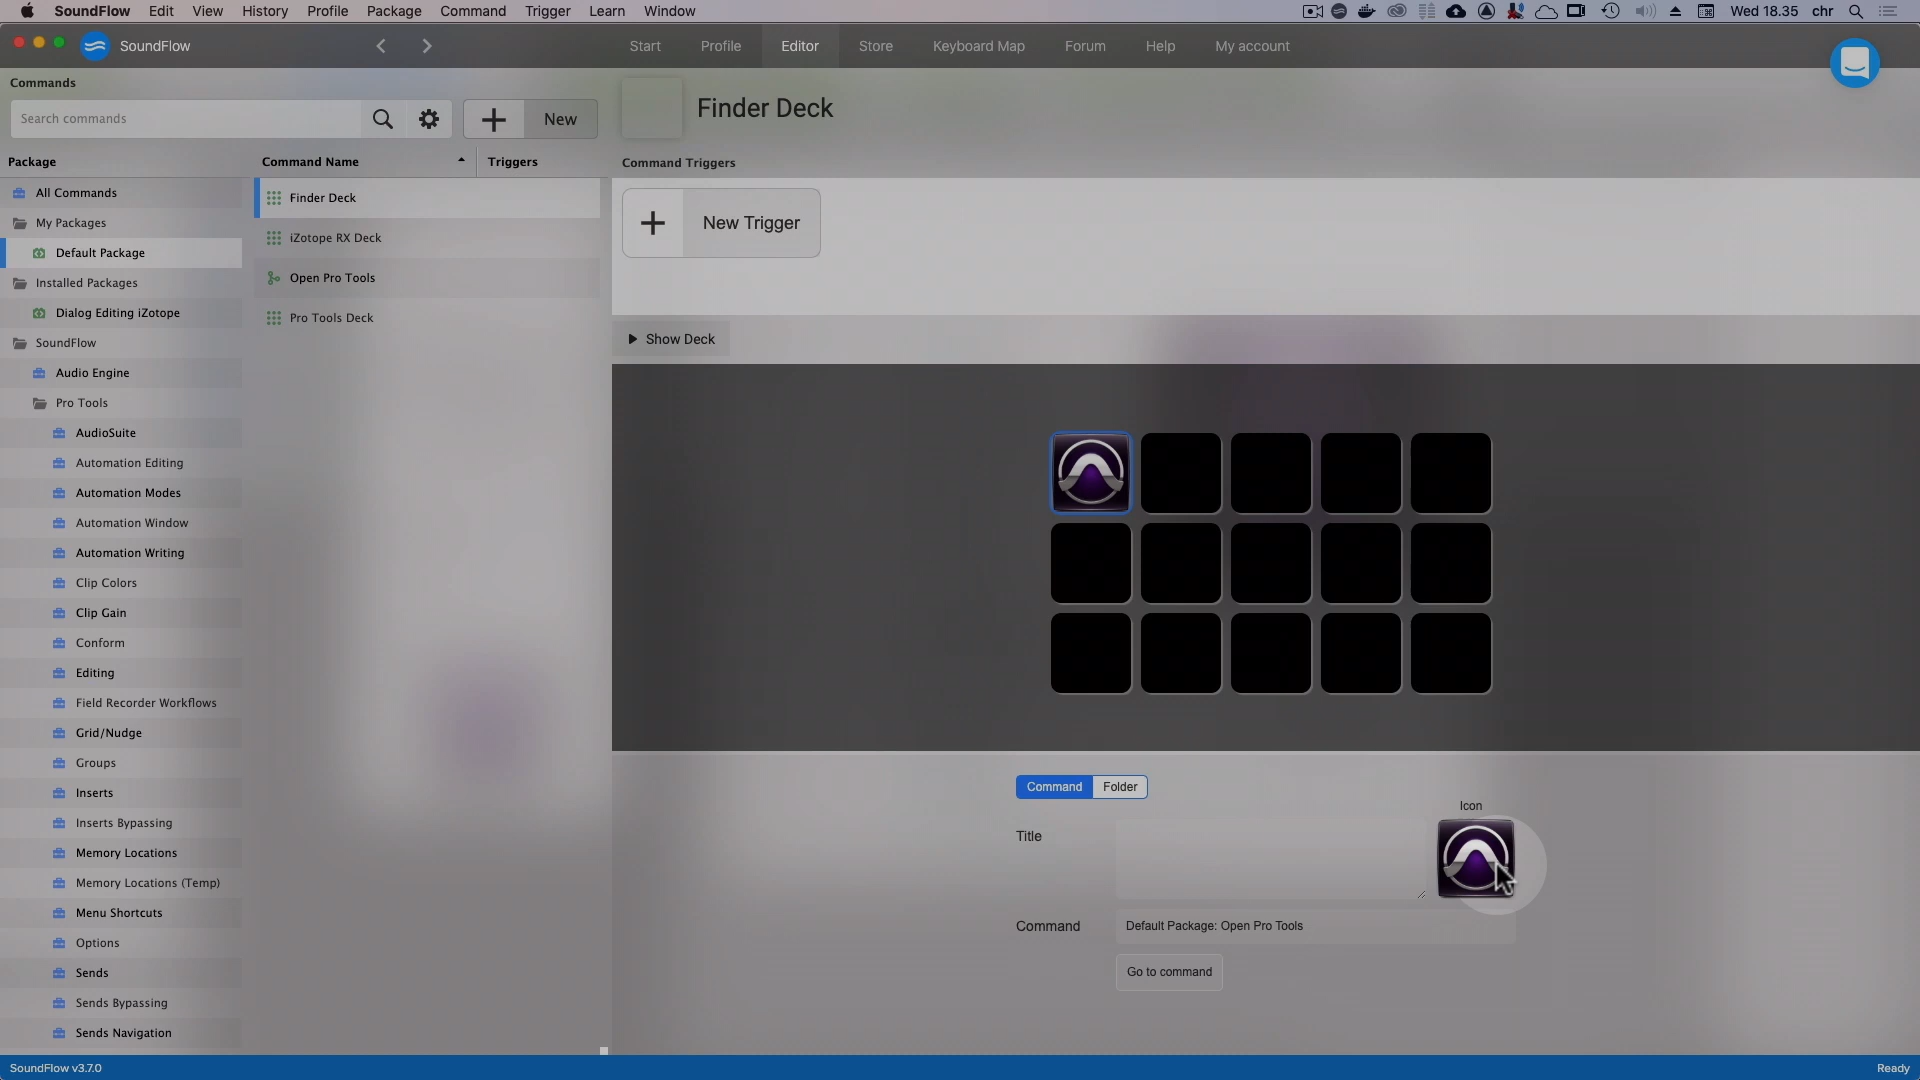 SoundFlow Edit View History Profile Package Command Trigger Learn Window Wed 18.35 chr
SoundFlow Start Profile Editor Store Keyboard Map Forum Help My account
Commands
Search commands New
Finder Deck
Package Command Name Triggers
Command Triggers
All Commands
My Packages
Default Package
Installed Packages
Dialog Editing iZotope
SoundFlow
Audio Engine
Pro Tools
AudioSuite
Automation Editing
Automation Modes
Automation Window
Automation Writing
Clip Colors
Clip Gain
Conform
Editing
Field Recorder Workflows
Grid/Nudge
Groups
Inserts
Inserts Bypassing
Memory Locations
Memory Locations (Temp)
Menu Shortcuts
Options
Sends
Sends Bypassing
Sends Navigation
Finder Deck
iZotope RX Deck
Open Pro Tools
Pro Tools Deck
New Trigger
Show Deck
Command Folder
Icon
Title
Command Default Package: Open Pro Tools
Go to command
SoundFlow v3.7.0 Ready